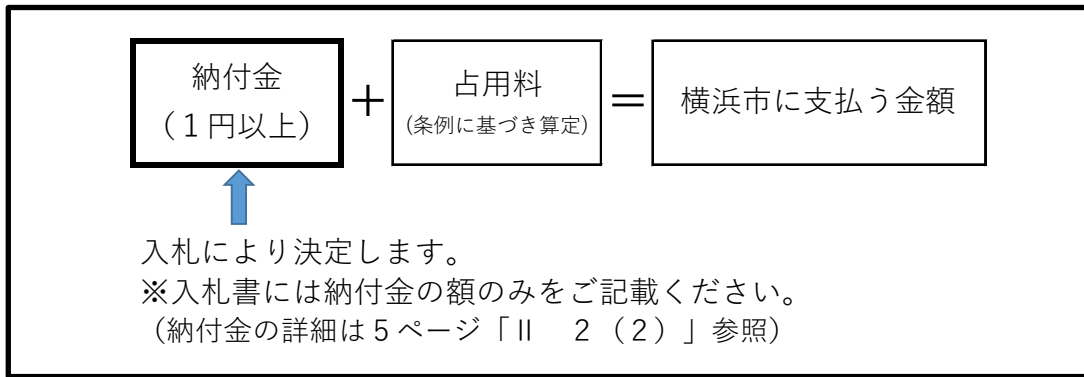 納付金
（１円以上）
＋
占用料
(条例に基づき算定)
＝
横浜市に支払う金額
入札により決定します。
※入札書には納付金の額のみをご記載ください。
（納付金の詳細は５ページ「Ⅱ　２（２）」参照）